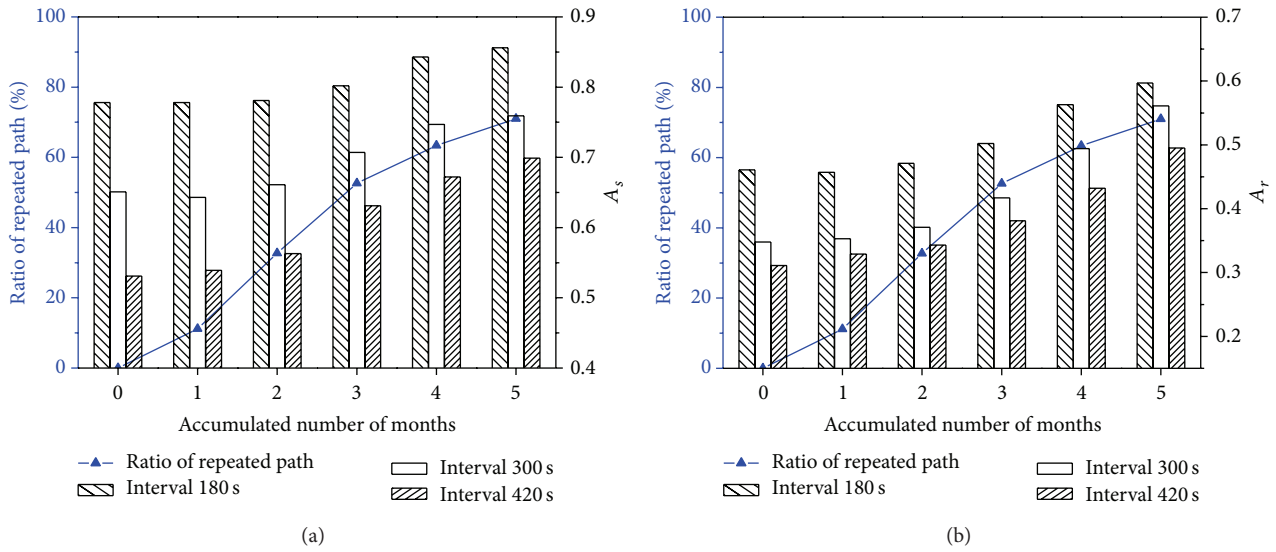 100
80
60
40
20
0
Ratio of repeated path (%)
0.9
0.8
0.7
0.6
0.5
0.4
A_s
0 1 2 3 4 5
Accumulated number of months
Ratio of repeated path
Interval 180 s
Interval 300 s
Interval 420 s
(a)
100
80
60
40
20
0
Ratio of repeated path (%)
0.7
0.6
0.5
0.4
0.3
0.2
A_r
0 1 2 3 4 5
Accumulated number of months
Ratio of repeated path
Interval 180 s
Interval 300 s
Interval 420 s
(b)